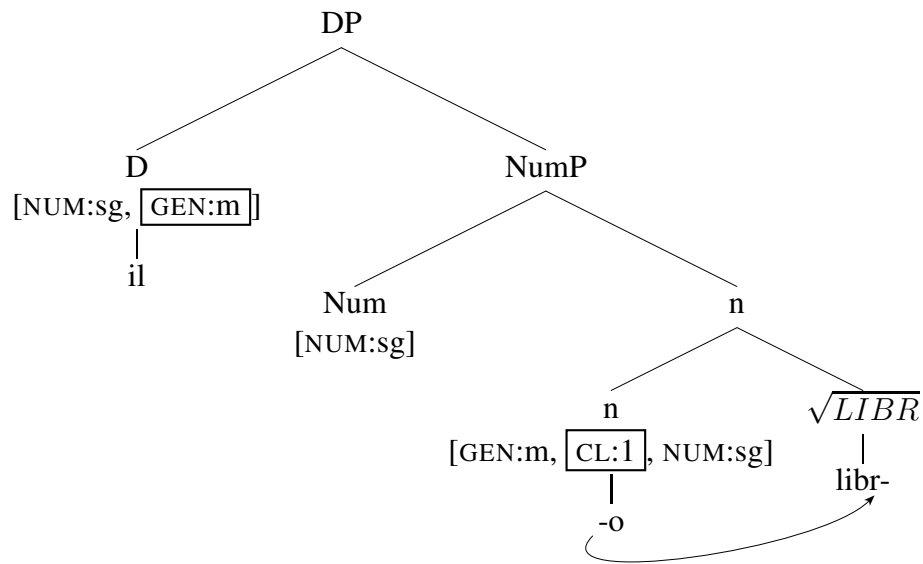 DP
D NumP
[NUM:sg, GEN:m]
il
Num n
[NUM:sg]
n √LIBR
[GEN:m, CL:1, NUM:sg]
libr-
-o